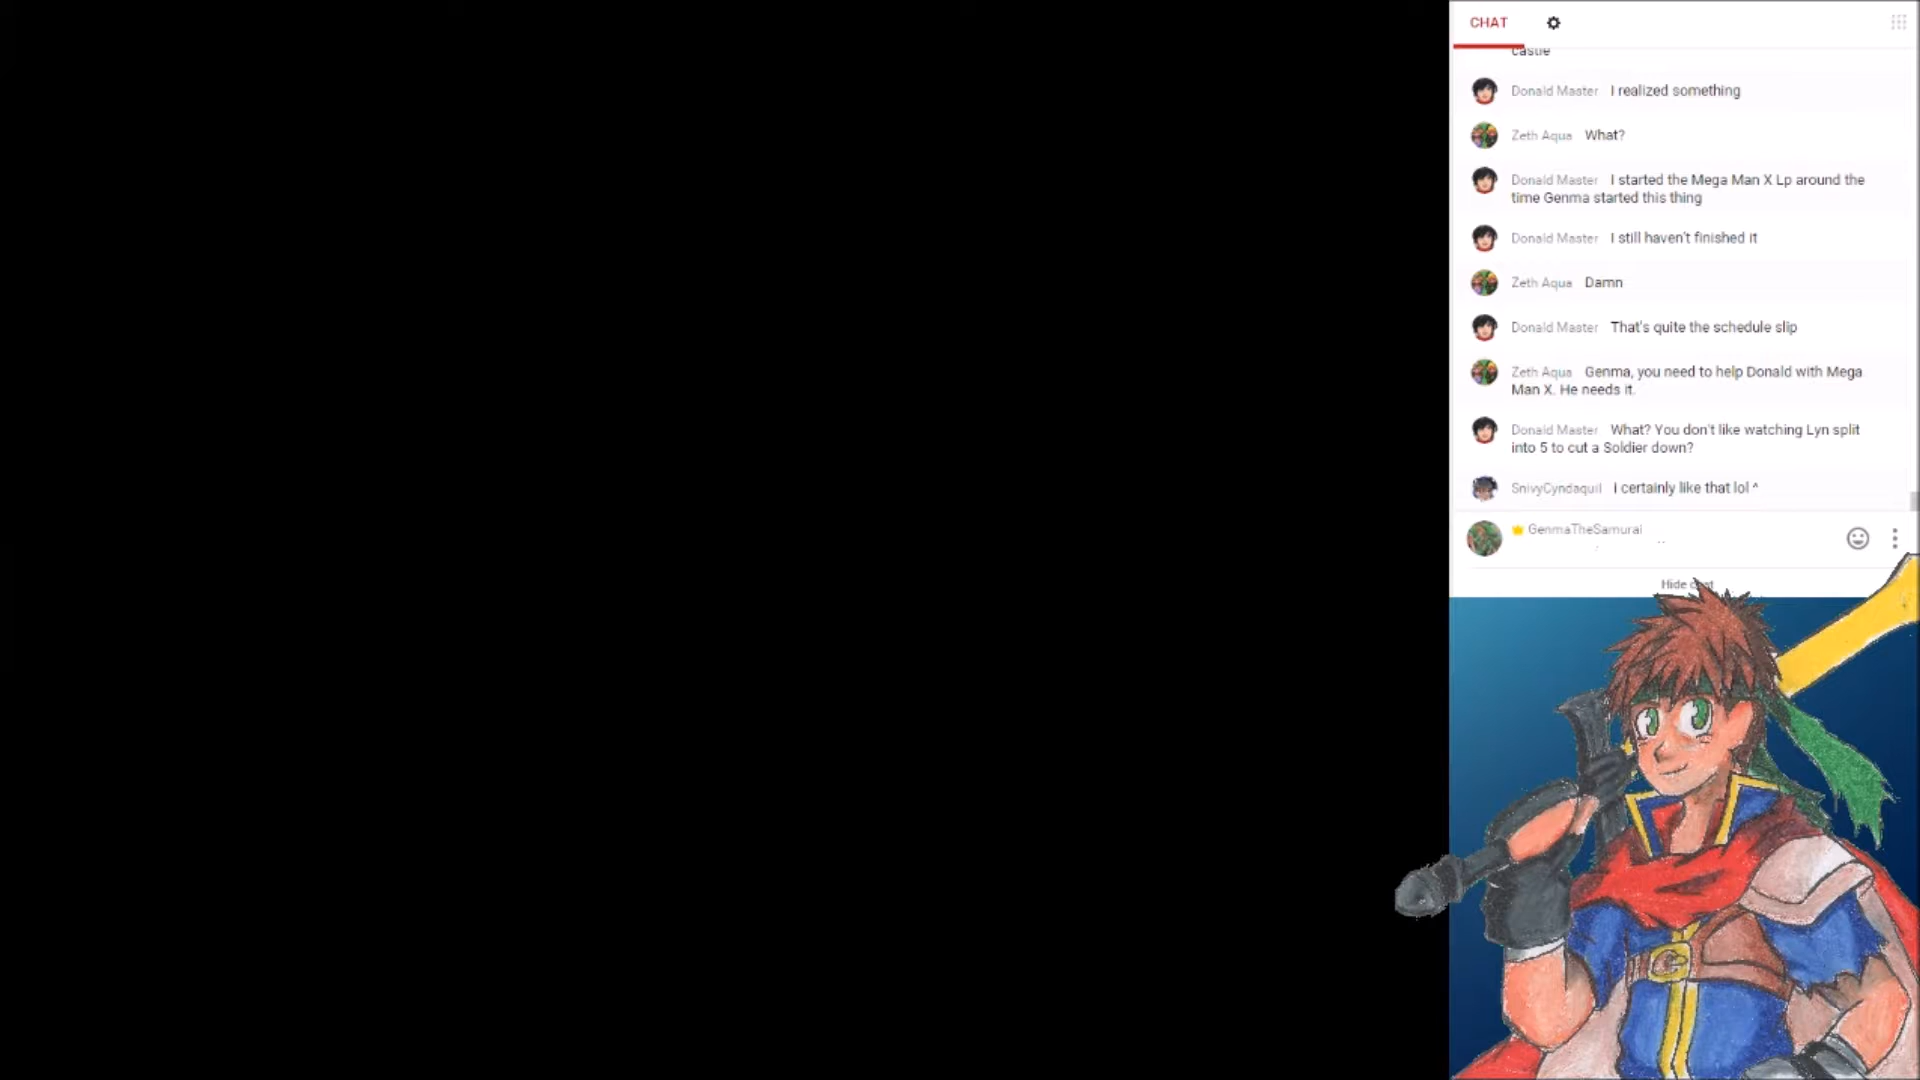 CHAT
castle
Donald Master I realized something
Zeth Aqua What?
Donald Master I started the Mega Man X Lp around the
time Genma started this thing
Donald Master I still haven't finished it
Zeth Aqua Damn
Donald Master That's quite the schedule slip
Zeth Aqua Genma, you need to help Donald with Mega
Man X. He needs it.
Donald Master What? You don't like watching Lyn split
into 5 to cut a Soldier down?
SnivyCyndaquil I certainly like that lol ^
GenmaTheSamurai
Hide chat